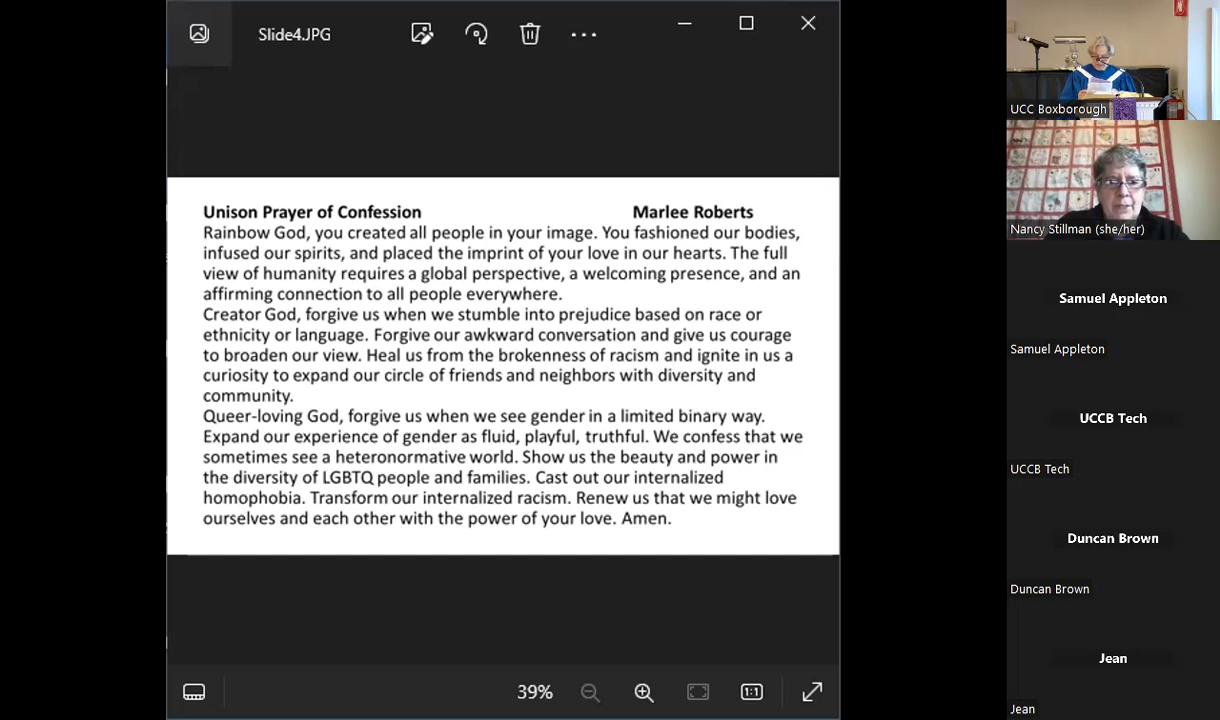 Slide4.JPG
Unison Prayer of Confession Marlee Roberts
Rainbow God, you created all people in your image. You fashioned our bodies,
infused our spirits, and placed the imprint of your love in our hearts. The full
view of humanity requires a global perspective, a welcoming presence, and an
affirming connection to all people everywhere.
Creator God, forgive us when we stumble into prejudice based on race or
ethnicity or language. Forgive our awkward conversation and give us courage
to broaden our view. Heal us from the brokenness of racism and ignite in us a
curiosity to expand our circle of friends and neighbors with diversity and
community.
Queer-loving God, forgive us when we see gender in a limited binary way.
Expand our experience of gender as fluid, playful, truthful. We confess that we
sometimes see a heteronormative world. Show us the beauty and power in
the diversity of LGBTQ people and families. Cast out our internalized
homophobia. Transform our internalized racism. Renew us that we might love
ourselves and each other with the power of your love. Amen.
39%
1:1
UCC Boxborough
Nancy Stillman (she/her)
Samuel Appleton
Samuel Appleton
UCCB Tech
UCCB Tech
Duncan Brown
Duncan Brown
Jean
Jean